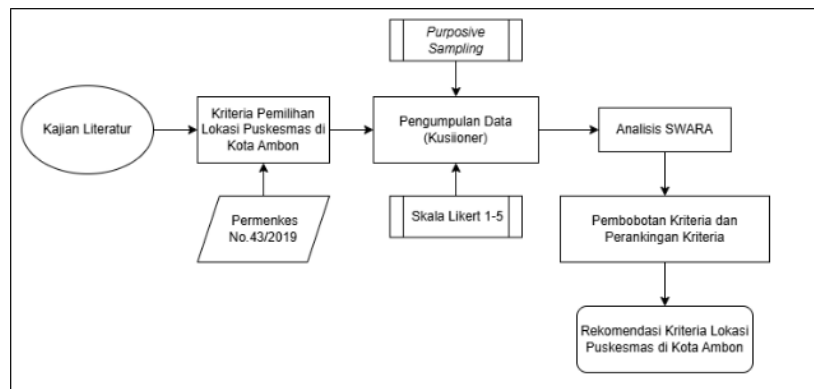 Purposive
Sampling
Kajian Literatur
Kriteria Pemilihan
Lokasi Puskesmas di
Kota Ambon
Pengumpulan Data
(Kusiioner)
Analisis SWARA
Permenkes
No.43/2019
Skala Likert 1-5
Pembobotan Kriteria dan
Perankingan Kriteria
Rekomendasi Kriteria Lokasi
Puskesmas di Kota Ambon